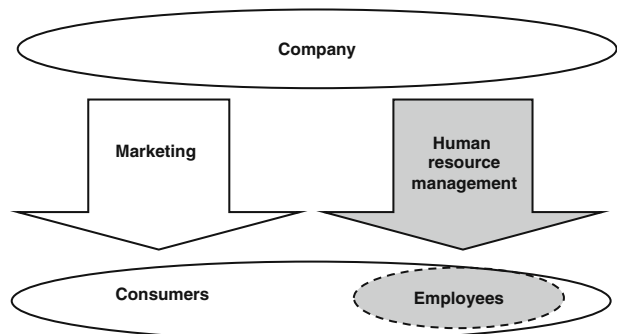 Company
Marketing
Human
resource
management
Consumers
Employees